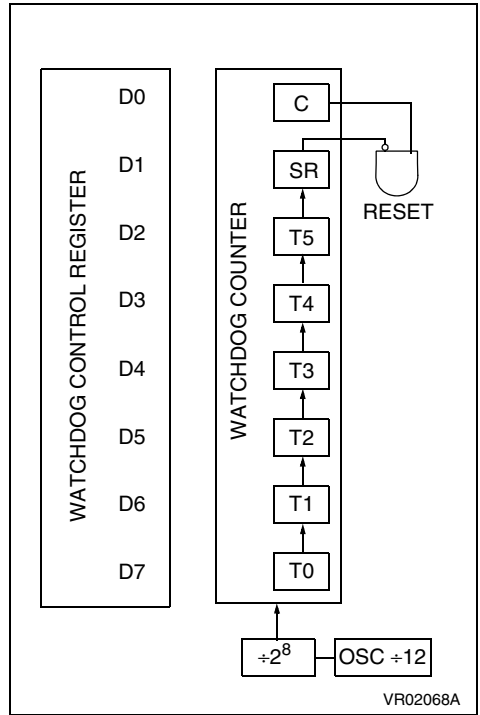 WATCHDOG CONTROL REGISTER
D0
D1
D2
D3
D4
D5
D6
D7
WATCHDOG COUNTER
C
SR
T5
T4
T3
T2
T1
T0
RESET
÷2⁸
OSC ÷12
VR02068A